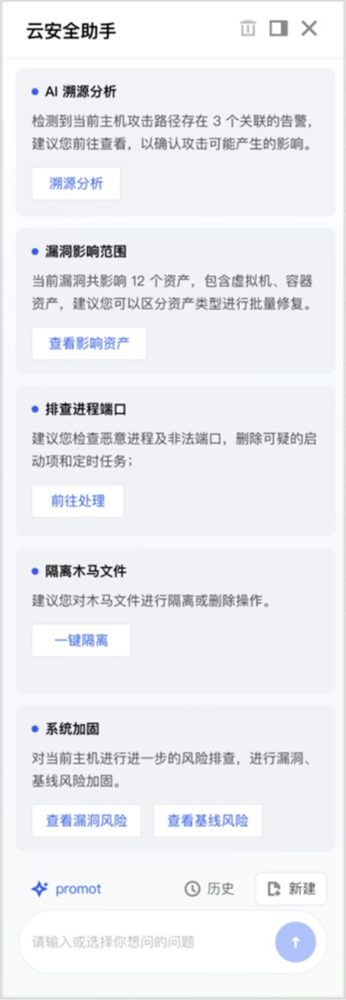 云安全助手
AI 溯源分析
检测到当前主机攻击路径存在 3 个关联的告警，
建议您前往查看，以确认攻击可能产生的影响。
溯源分析
漏洞影响范围
当前漏洞共影响 12 个资产，包含虚拟机、容器
资产，建议您可以区分资产类型进行批量修复。
查看影响资产
排查进程端口
建议您检查恶意进程及非法端口，删除可疑的启
动项和定时任务；
前往处理
隔离木马文件
建议您对木马文件进行隔离或删除操作。
一键隔离
系统加固
对当前主机进行进一步的风险排查，进行漏洞、
基线风险加固。
查看漏洞风险 查看基线风险
promot 历史 新建
请输入或选择你想问的问题